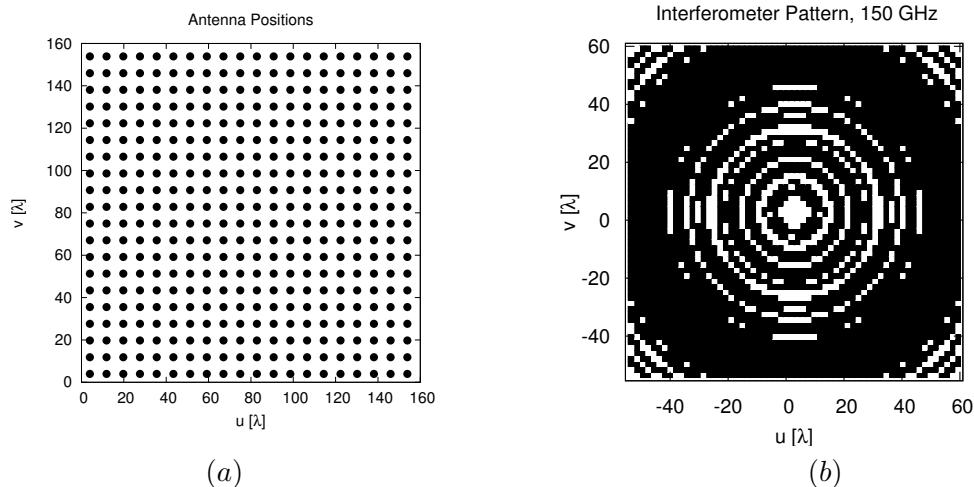 Antenna Positions
160
140
120
100
80
60
40
20
0
v [λ]
0 20 40 60 80 100 120 140 160
u [λ]
(a)
Interferometer Pattern, 150 GHz
60
40
20
0
-20
-40
v [λ]
-40 -20 0 20 40 60
u [λ]
(b)